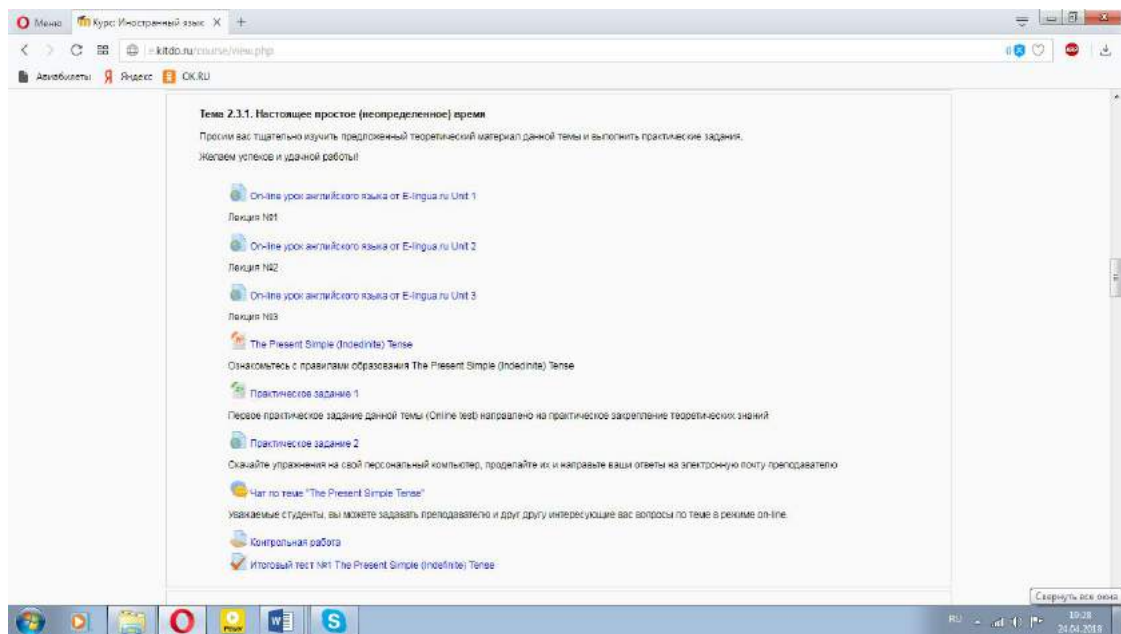 Меню
Курс: Иностранный язык X +
e.kitdo.ru/course/view.php
Авиабилеты Яндекс OK.RU
Тема 2.3.1. Настоящее простое (неопределенное) время
Просим вас тщательно изучить предложенный теоретический материал данной темы и выполнить практические задания.
Желаем успехов и удачной работы!
On-line урок английского языка от E-lingua.ru Unit 1
Лекция №1
On-line урок английского языка от E-lingua.ru Unit 2
Лекция №2
On-line урок английского языка от E-lingua.ru Unit 3
Лекция №3
The Present Simple (Indedinite) Tense
Ознакомьтесь с правилами образования The Present Simple (Indedinite) Tense
Практическое задание 1
Первое практическое задание данной темы (Online test) направлено на практическое закрепление теоретических знаний
Практическое задание 2
Скачайте упражнения на свой персональный компьютер, проделайте их и направьте ваши ответы на электронную почту преподавателю
Чат по теме "The Present Simple Tense"
Уважаемые студенты, вы можете задавать преподавателю и друг другу интересующие вас вопросы по теме в режиме on-line.
Контрольная работа
Итоговый тест №1 The Present Simple (Indefinite) Tense
Свернуть все окна
RU
10:28
24.04.2019